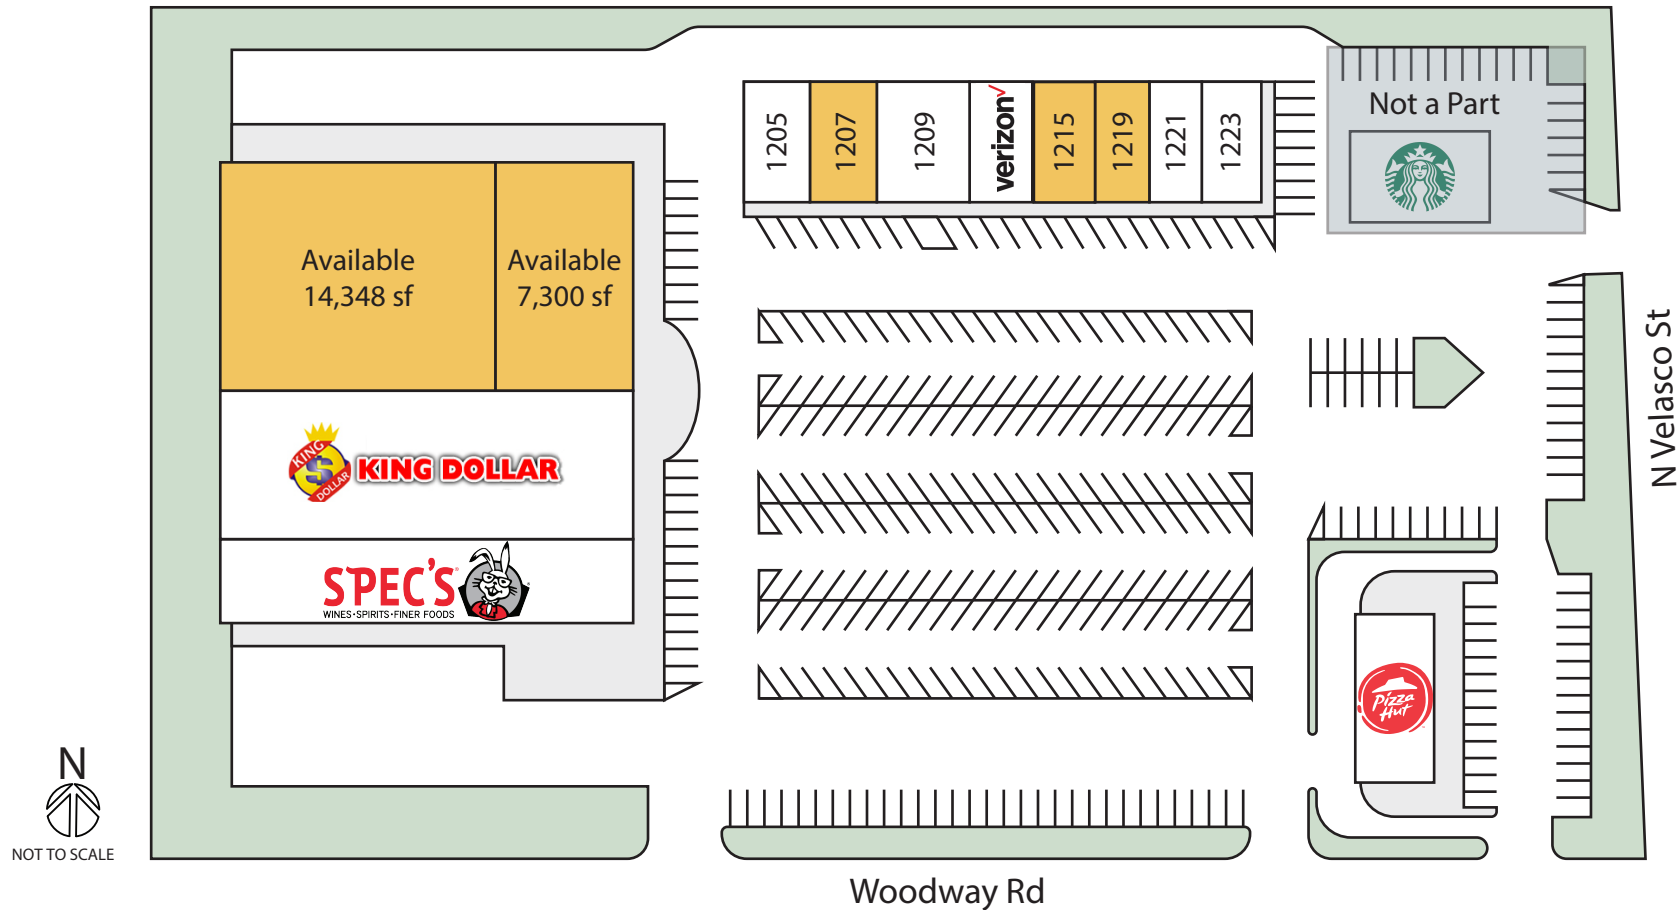 Not a Part
1205
1207
1209
verizon
1215
1219
1221
1223
Available
14,348 sf
Available
7,300 sf
KING
DOLLAR
KING DOLLAR
SPEC'S
WINES·SPIRITS·FINER FOODS
N Velasco St
Pizza
Hut
N
NOT TO SCALE
Woodway Rd